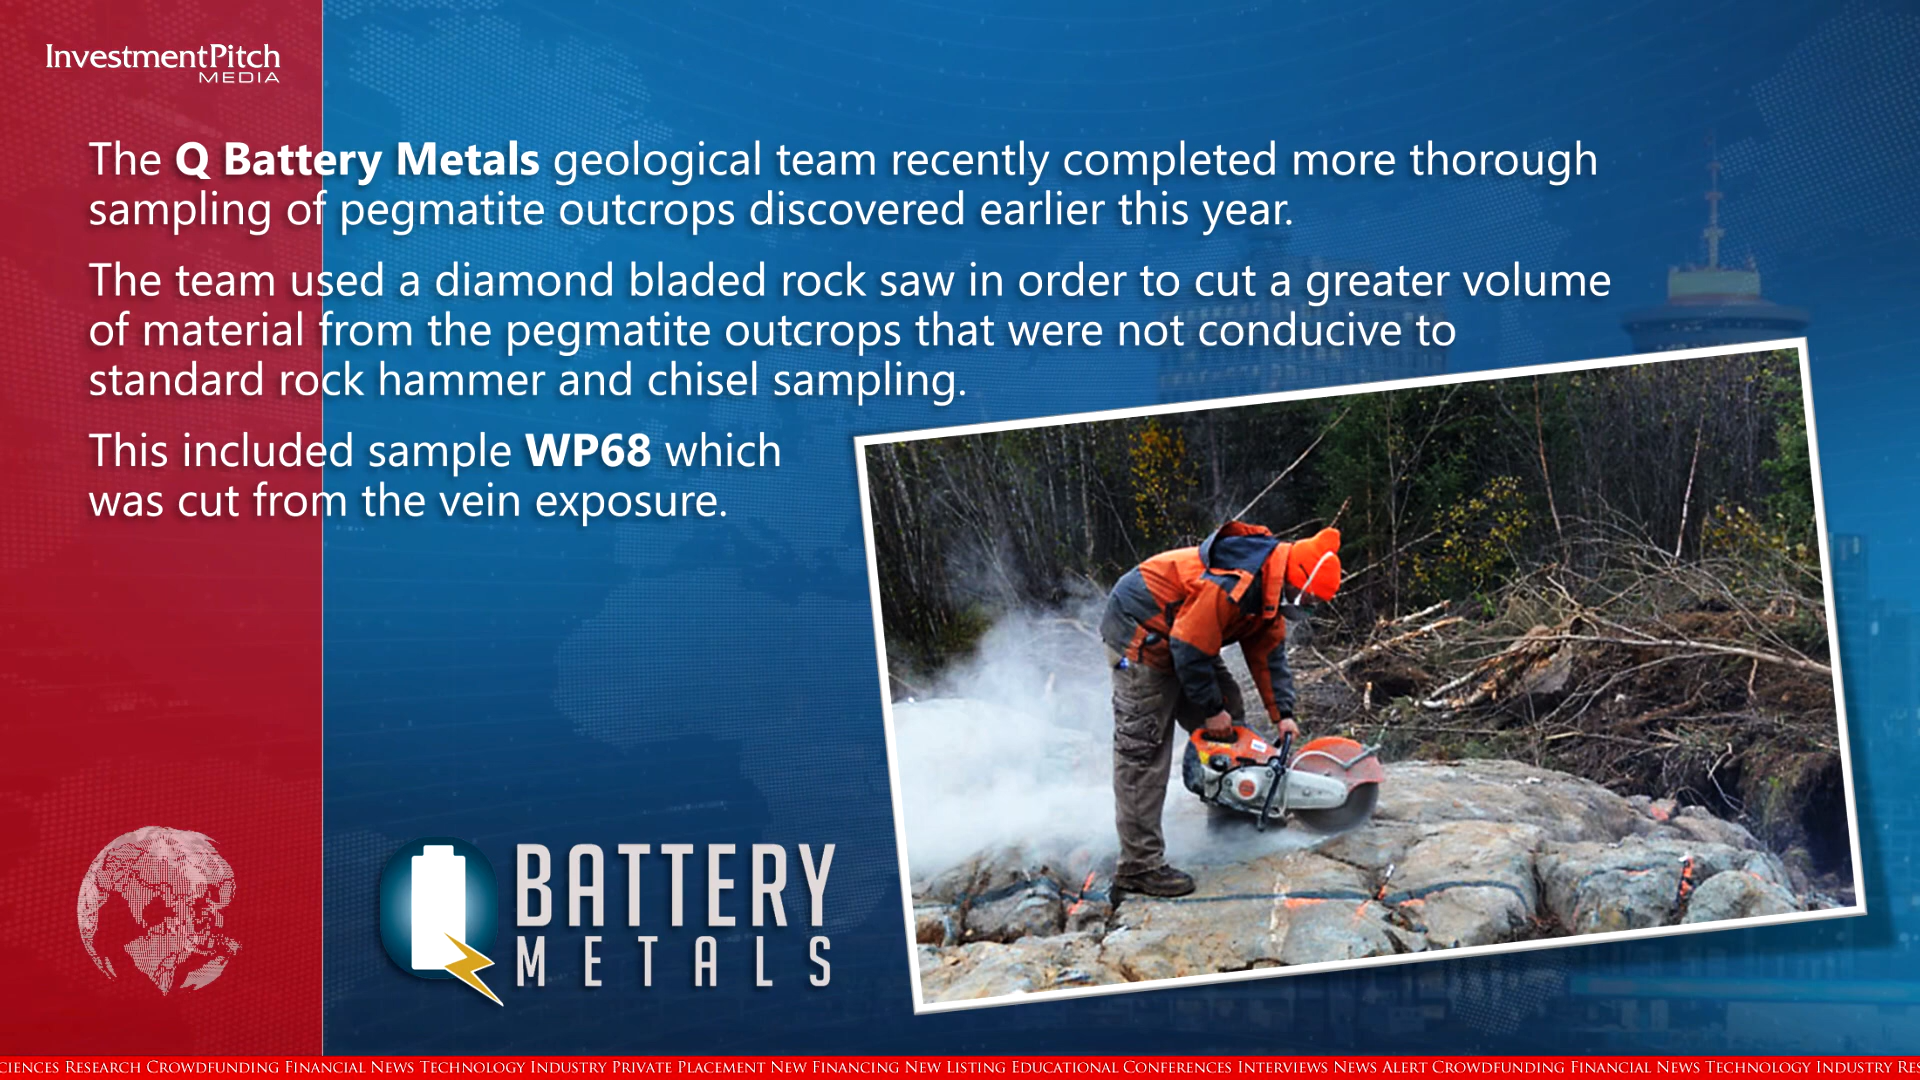 InvestmentPitch
MEDIA
The Q Battery Metals geological team recently completed more thorough
sampling of pegmatite outcrops discovered earlier this year.
The team used a diamond bladed rock saw in order to cut a greater volume
of material from the pegmatite outcrops that were not conducive to
standard rock hammer and chisel sampling.
This included sample WP68 which
was cut from the vein exposure.
BATTERY
METALS
CIENCES RESEARCH CROWDFUNDING FINANCIAL NEWS TECHNOLOGY INDUSTRY PRIVATE PLACEMENT NEW FINANCING NEW LISTING EDUCATIONAL CONFERENCES INTERVIEWS NEWS ALERT CROWDFUNDING FINANCIAL NEWS TECHNOLOGY INDUSTRY RES